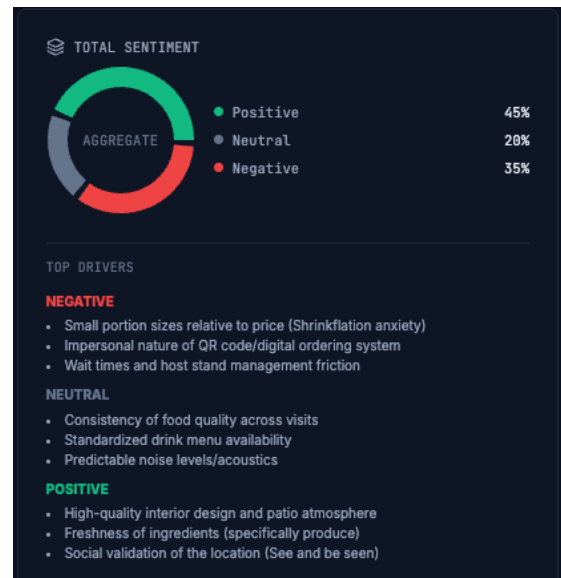 TOTAL SENTIMENT
AGGREGATE
Positive 45%
Neutral 20%
Negative 35%
TOP DRIVERS
NEGATIVE
• Small portion sizes relative to price (Shrinkflation anxiety)
• Impersonal nature of QR code/digital ordering system
• Wait times and host stand management friction
NEUTRAL
• Consistency of food quality across visits
• Standardized drink menu availability
• Predictable noise levels/acoustics
POSITIVE
• High-quality interior design and patio atmosphere
• Freshness of ingredients (specifically produce)
• Social validation of the location (See and be seen)